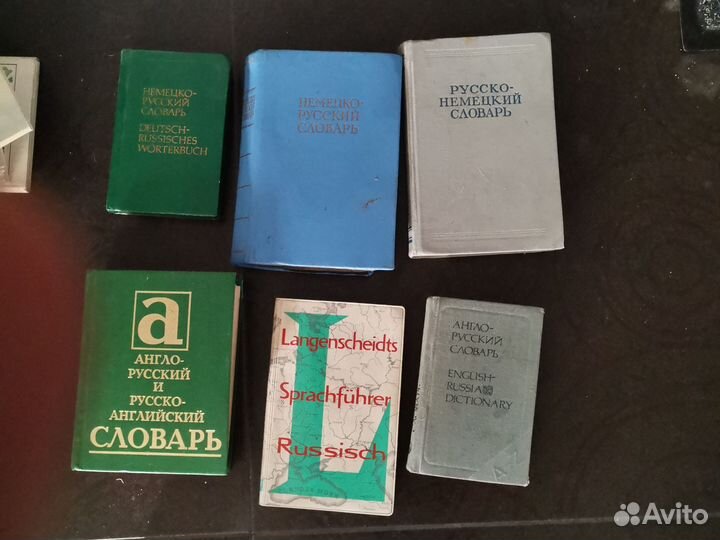 НЕМЕЦКО-
РУССКИЙ
СЛОВАРЬ
DEUTSCH-
RUSSISCHES
WÖRTERBUCH
НЕМЕЦКО-
РУССКИЙ
СЛОВАРЬ
РУССКО-
НЕМЕЦКИЙ
СЛОВАРЬ
а
АНГЛО-
РУССКИЙ
И
РУССКО-
АНГЛИЙСКИЙ
СЛОВАРЬ
Langenscheidts
Sprachführer
Russisch
АНГЛО-
РУССКИЙ
СЛОВАРЬ
ENGLISH-
RUSSIAN
DICTIONARY
Avito